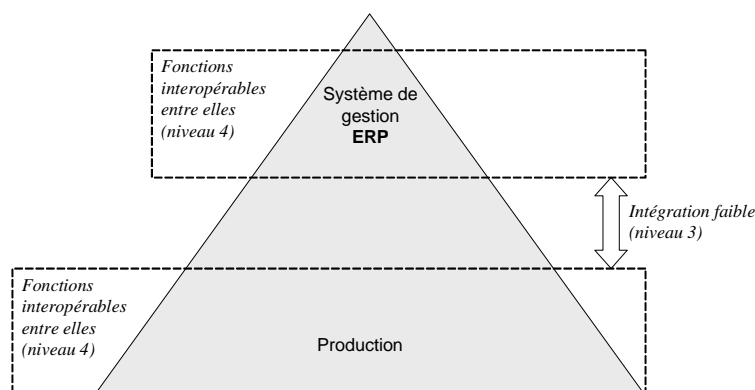 Fonctions
interopérables
entre elles
(niveau 4)
Système de
gestion
ERP
Intégration faible
(niveau 3)
Fonctions
interopérables
entre elles
(niveau 4)
Production